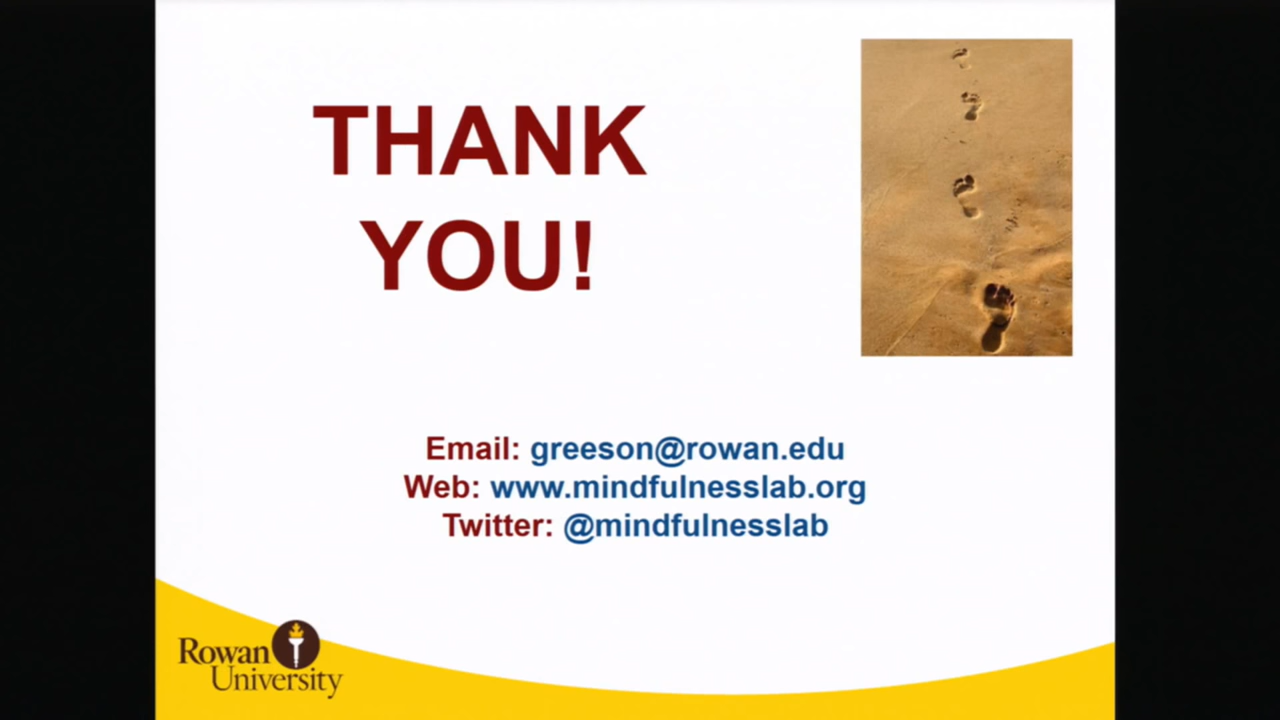 THANK
YOU!
Email: greeson@rowan.edu
Web: www.mindfulnesslab.org
Twitter: @mindfulnesslab
Rowan
University